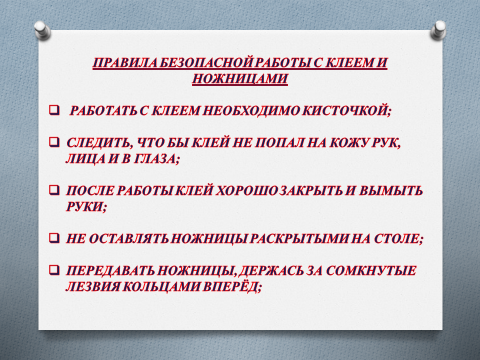 ПРАВИЛА БЕЗОПАСНОЙ РАБОТЫ С КЛЕЕМ И
НОЖНИЦАМИ
РАБОТАТЬ С КЛЕЕМ НЕОБХОДИМО КИСТОЧКОЙ;
СЛЕДИТЬ, ЧТО БЫ КЛЕЙ НЕ ПОПАЛ НА КОЖУ РУК,
ЛИЦА И В ГЛАЗА;
ПОСЛЕ РАБОТЫ КЛЕЙ ХОРОШО ЗАКРЫТЬ И ВЫМЫТЬ
РУКИ;
НЕ ОСТАВЛЯТЬ НОЖНИЦЫ РАСКРЫТЫМИ НА СТОЛЕ;
ПЕРЕДАВАТЬ НОЖНИЦЫ, ДЕРЖАСЬ ЗА СОМКНУТЫЕ
ЛЕЗВИЯ КОЛЬЦАМИ ВПЕРЁД;